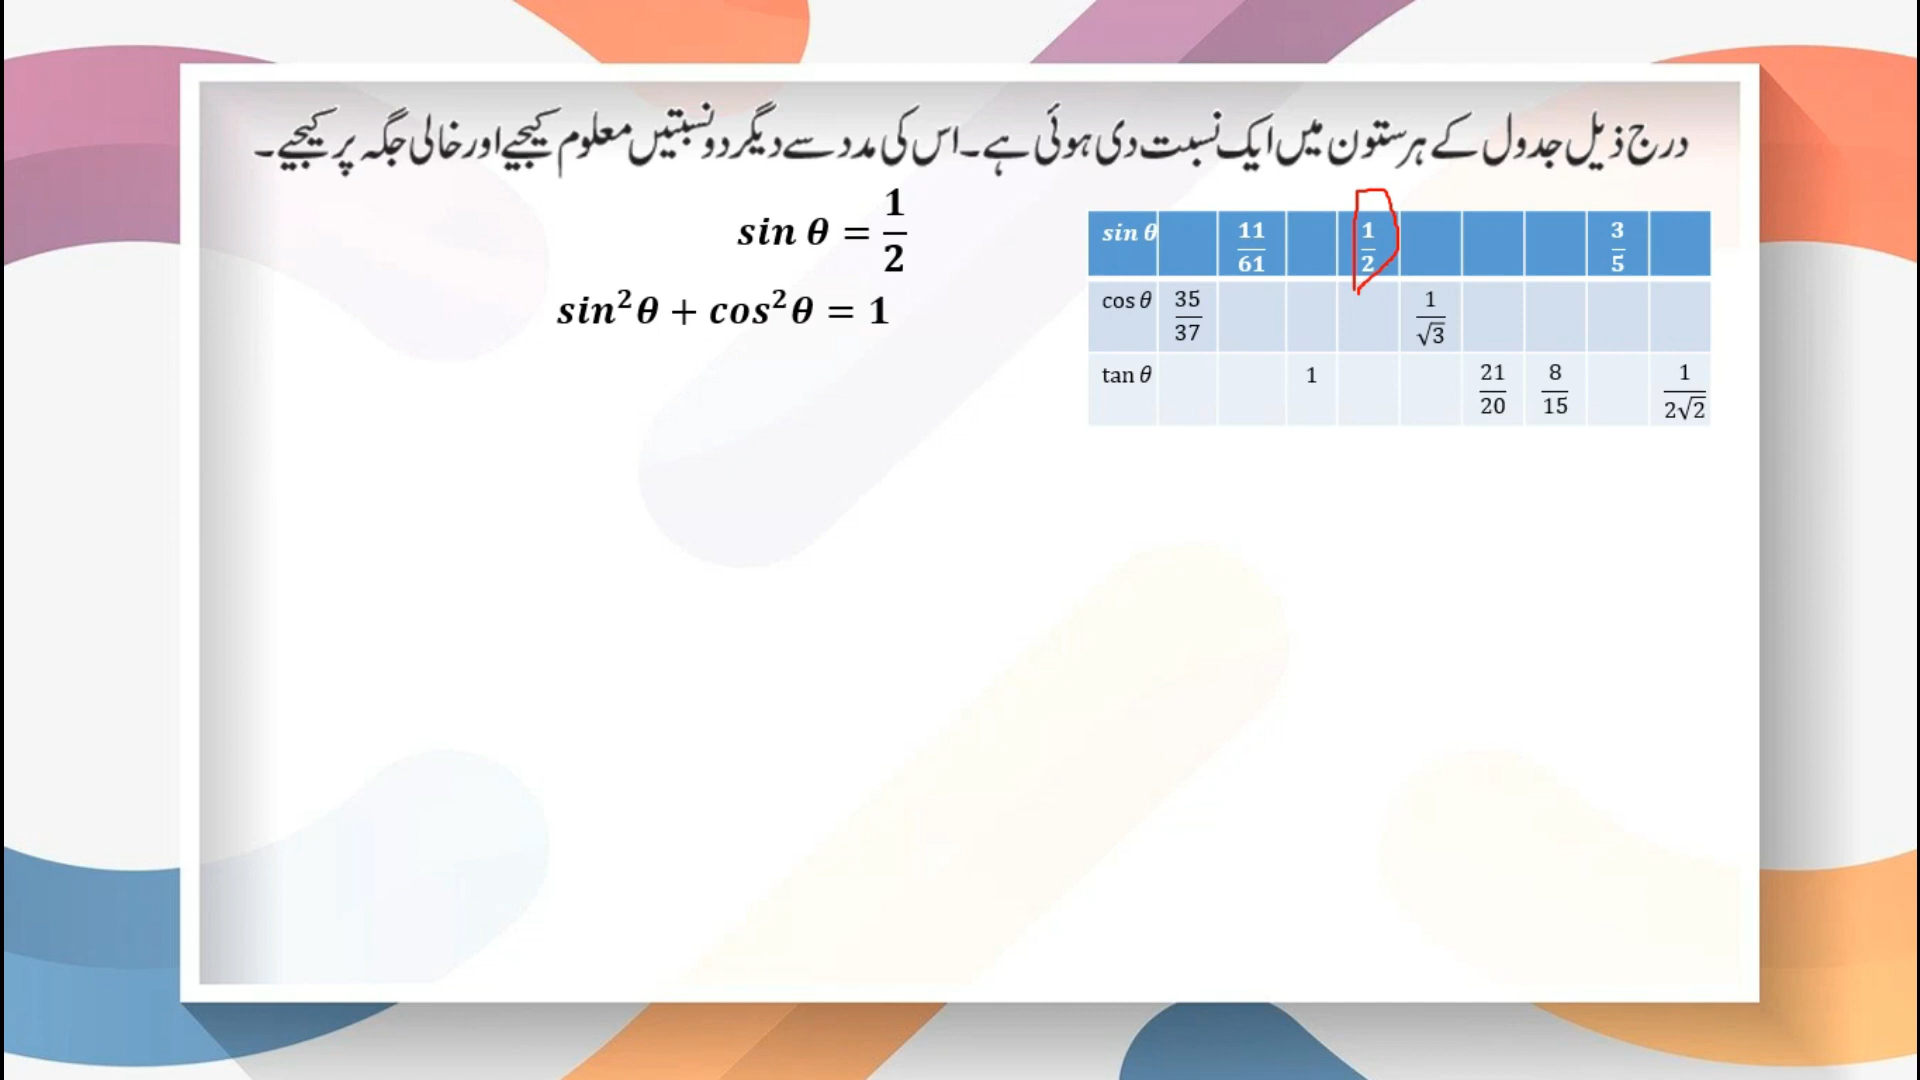 درج ذیل جدول کے ہر ستون میں ایک نسبت دی ہوئی ہے۔ اس کی مدد سے دیگر دو نسبتیں معلوم کیجیے اور خالی جگہ پر کیجیے۔
sin θ = 1/2
sin²θ + cos²θ = 1
sin θ 11/61 1/2 3/5
cos θ 35/37 1/√3
tan θ 1 21/20 8/15 1/2√2